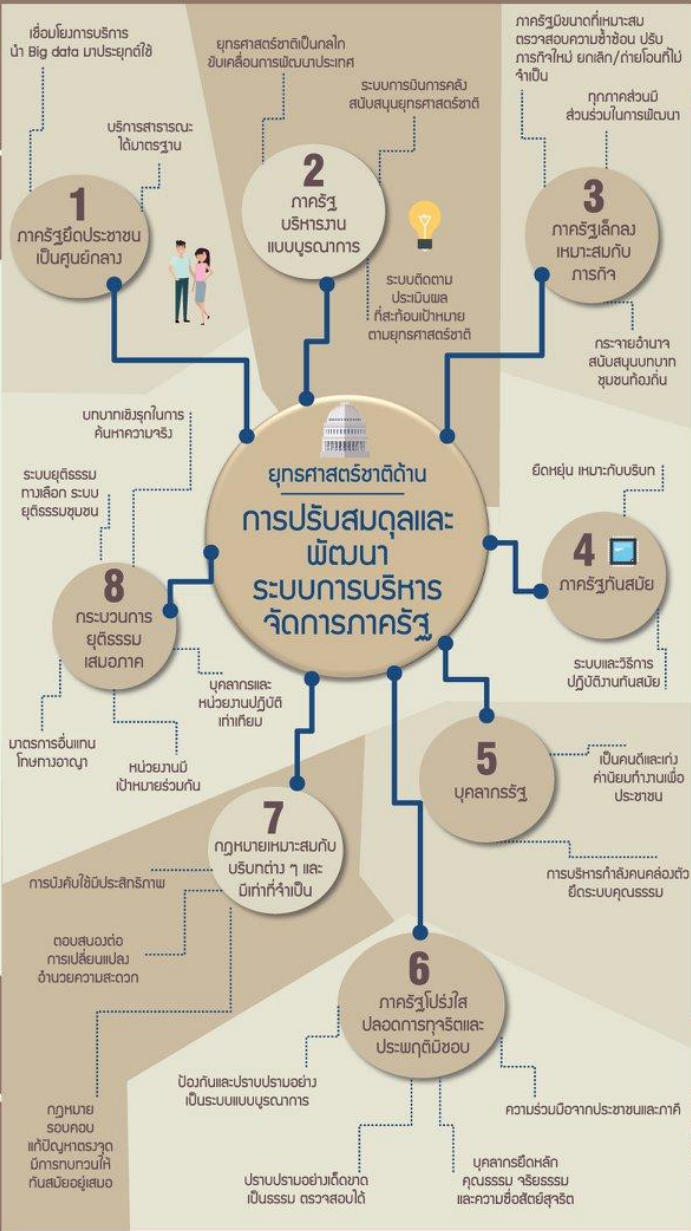 เชื่อมโยงการบริการ
นำ Big data มาประยุกต์ใช้
บริการสาธารณะ
ได้มาตรฐาน
1
ภาครัฐยึดประชาชน
เป็นศูนย์กลาง
ยุทธศาสตร์ชาติเป็นกลไก
ขับเคลื่อนการพัฒนาประเทศ
ระบบการเงินการคลัง
สนับสนุนยุทธศาสตร์ชาติ
2
ภาครัฐ
บริหารงาน
แบบบูรณาการ
ระบบติดตาม
ประเมินผล
ที่สะท้อนเป้าหมาย
ตามยุทธศาสตร์ชาติ
ภาครัฐมีขนาดที่เหมาะสม
ตรวจสอบความซ้ำซ้อน ปรับ
ภารกิจใหม่ ยกเลิก/ถ่ายโอนที่ไม่
จำเป็น
ทุกภาคส่วนมี
ส่วนร่วมในการพัฒนา
3
ภาครัฐเล็กลง
เหมาะสมกับ
ภารกิจ
กระจายอำนาจ
สนับสนุนบทบาท
ชุมชนท้องถิ่น
ยุทธศาสตร์ชาติด้าน
การปรับสมดุลและ
พัฒนา
ระบบการบริหาร
จัดการภาครัฐ
ยืดหยุ่น เหมาะกับบริบท
4
ภาครัฐทันสมัย
ระบบและวิธีการ
ปฏิบัติงานทันสมัย
5
บุคลากรรัฐ
เป็นคนดีและเก่ง
ค่านิยมทำงานเพื่อ
ประชาชน
การบริหารกำลังคนคล่องตัว
ยึดระบบคุณธรรม
6
ภาครัฐโปร่งใส
ปลอดการทุจริตและ
ประพฤติมิชอบ
ป้องกันและปราบปรามอย่าง
เป็นระบบแบบบูรณาการ
ความร่วมมือจากประชาชนและภาคี
ปราบปรามอย่างเด็ดขาด
เป็นธรรม ตรวจสอบได้
บุคลากรยึดหลัก
คุณธรรม จริยธรรม
และความซื่อสัตย์สุจริต
7
กฎหมายเหมาะสมกับ
บริบทต่าง ๆ และ
มีเท่าที่จำเป็น
การบังคับใช้มีประสิทธิภาพ
ตอบสนองต่อ
การเปลี่ยนแปลง
อำนวยความสะดวก
กฎหมาย
รอบคอบ
แก้ปัญหาตรงจุด
มีการทบทวนให้
ทันสมัยอยู่เสมอ
บทบาทเชิงรุกในการ
ค้นหาความจริง
ระบบยุติธรรม
ทางเลือก ระบบ
ยุติธรรมชุมชน
8
กระบวนการ
ยุติธรรม
เสมอภาค
บุคลากรและ
หน่วยงานปฏิบัติ
เท่าเทียม
มาตรการอื่นแทน
โทษทางอาญา
หน่วยงานมี
เป้าหมายร่วมกัน